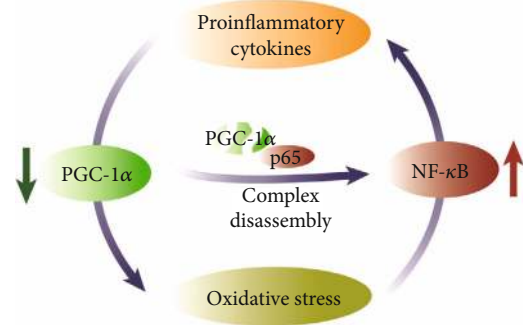 Proinflammatory
cytokines
PGC-1α
p65
PGC-1α
NF-κB
Complex
disassembly
Oxidative stress